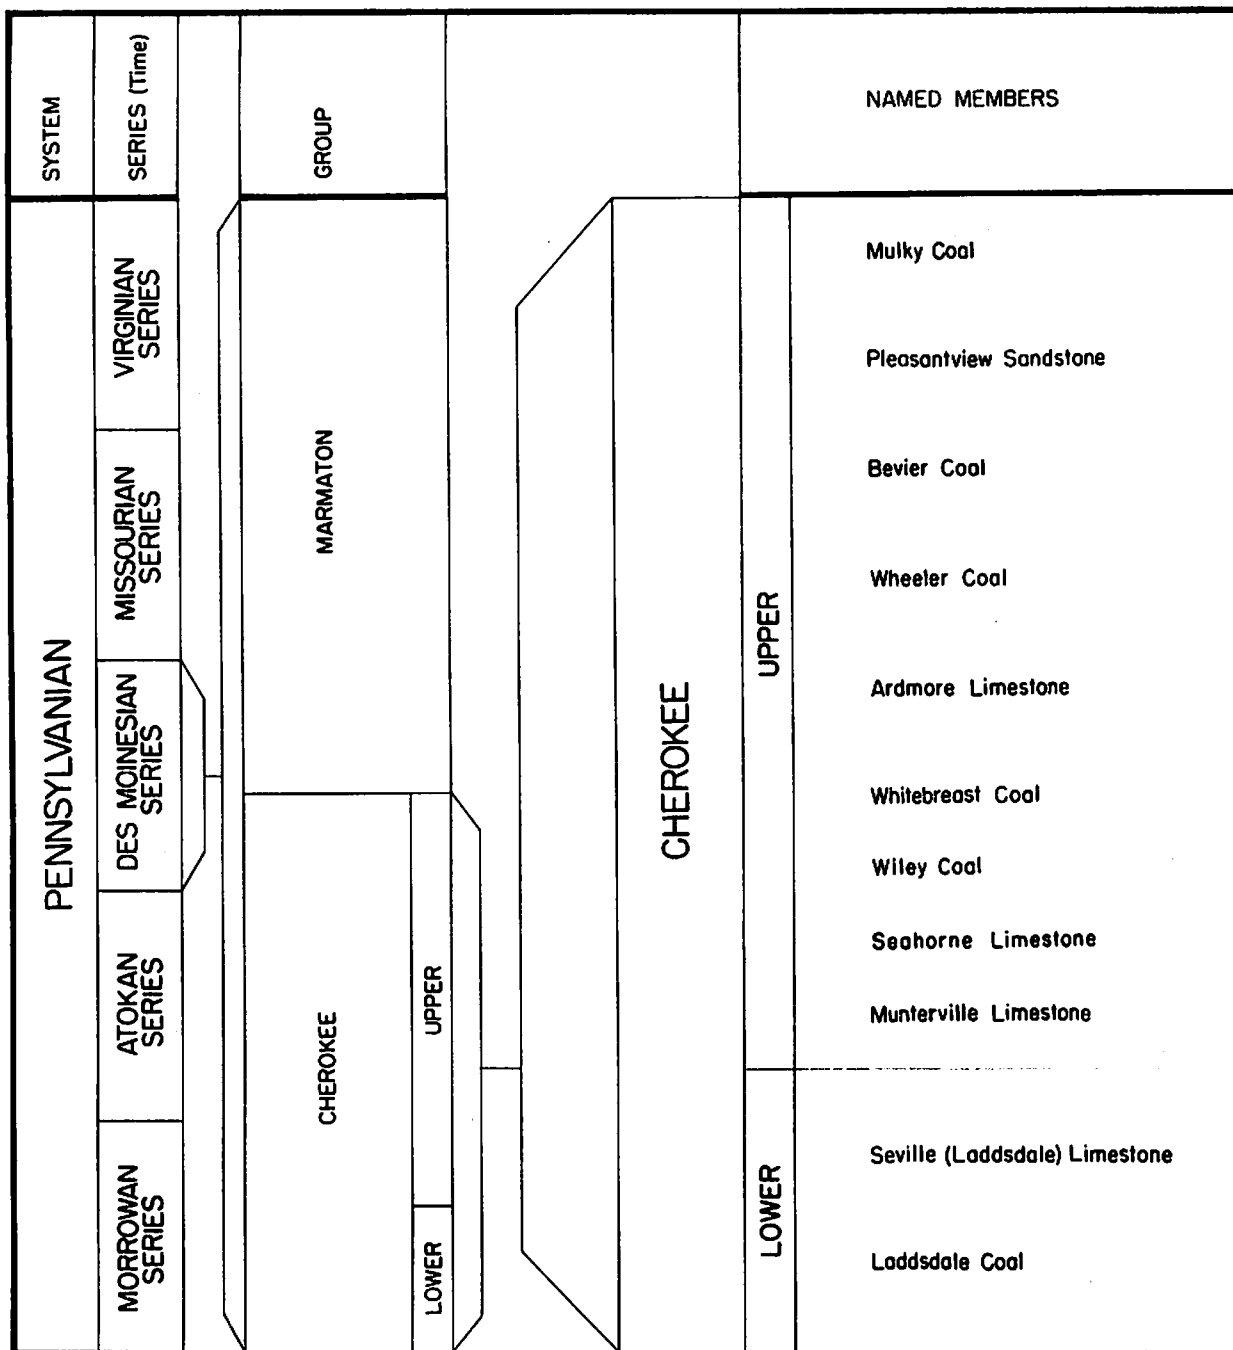 SYSTEM
SERIES (Time)
GROUP
NAMED MEMBERS
PENNSYLVANIAN
VIRGINIAN
SERIES
MISSOURIAN
SERIES
DES MOINESIAN
SERIES
ATOKAN
SERIES
MORROWAN
SERIES
MARMATON
CHEROKEE
UPPER
LOWER
CHEROKEE
UPPER
LOWER
Mulky Coal
Pleasantview Sandstone
Bevier Coal
Wheeler Coal
Ardmore Limestone
Whitebreast Coal
Wiley Coal
Seahorne Limestone
Munterville Limestone
Seville (Laddsdale) Limestone
Laddsdale Coal